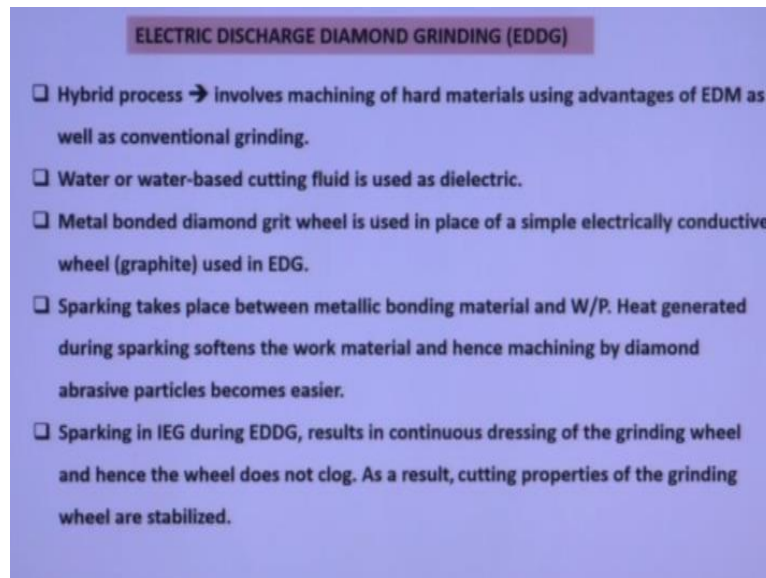 ELECTRIC DISCHARGE DIAMOND GRINDING (EDDG)
❑ Hybrid process ➔ involves machining of hard materials using advantages of EDM as
well as conventional grinding.
❑ Water or water-based cutting fluid is used as dielectric.
❑ Metal bonded diamond grit wheel is used in place of a simple electrically conductive
wheel (graphite) used in EDG.
❑ Sparking takes place between metallic bonding material and W/P. Heat generated
during sparking softens the work material and hence machining by diamond
abrasive particles becomes easier.
❑ Sparking in IEG during EDDG, results in continuous dressing of the grinding wheel
and hence the wheel does not clog. As a result, cutting properties of the grinding
wheel are stabilized.